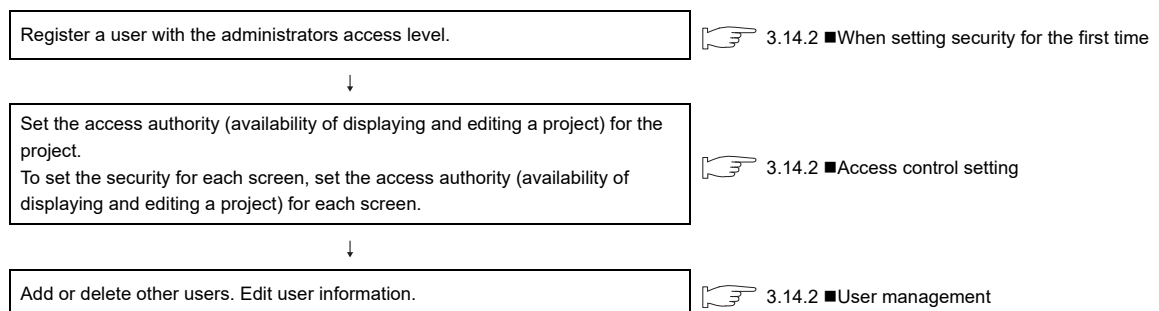 Register a user with the administrators access level.
3.14.2 ■When setting security for the first time
↓
Set the access authority (availability of displaying and editing a project) for the
project.
To set the security for each screen, set the access authority (availability of
displaying and editing a project) for each screen.
3.14.2 ■Access control setting
↓
Add or delete other users. Edit user information.
3.14.2 ■User management